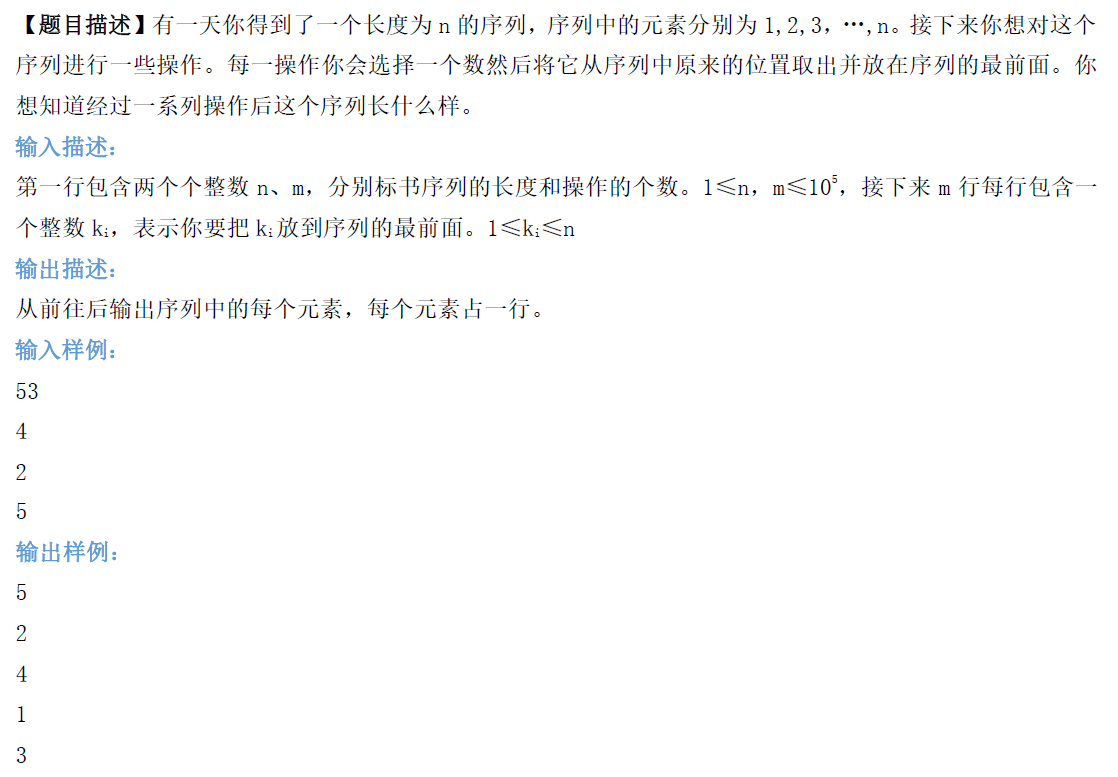 【题目描述】有一天你得到了一个长度为 n 的序列，序列中的元素分别为 1,2,3，…,n。接下来你想对这个
序列进行一些操作。每一操作你会选择一个数然后将它从序列中原来的位置取出并放在序列的最前面。你
想知道经过一系列操作后这个序列长什么样。
输入描述：
第一行包含两个个整数 n、m，分别标书序列的长度和操作的个数。1≤n，m≤10⁵，接下来 m 行每行包含一
个整数 kᵢ，表示你要把 kᵢ放到序列的最前面。1≤kᵢ≤n
输出描述：
从前往后输出序列中的每个元素，每个元素占一行。
输入样例：
53
4
2
5
输出样例：
5
2
4
1
3